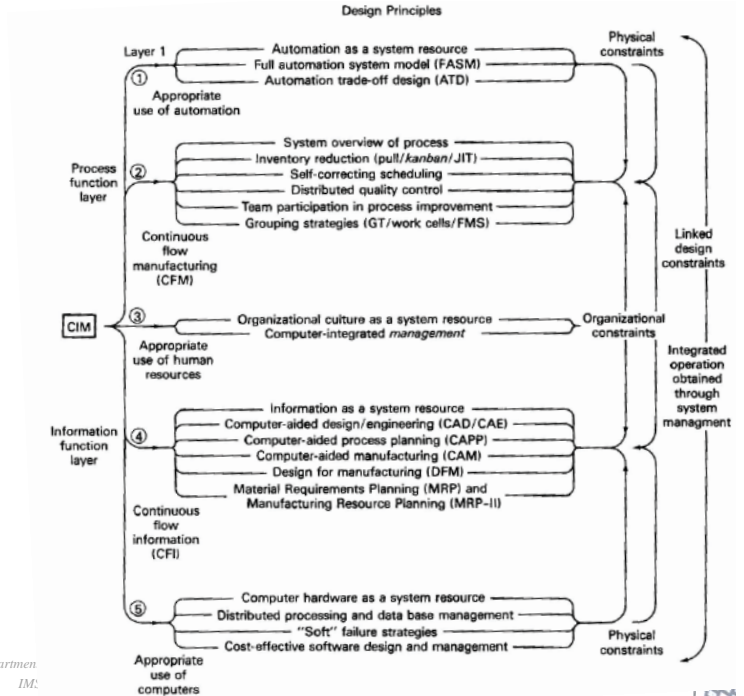 Design Principles
Layer 1
①
Appropriate
use of automation
Automation as a system resource
Full automation system model (FASM)
Automation trade-off design (ATD)
Physical
constraints
Process
function
layer
②
Continuous
flow
manufacturing
(CFM)
System overview of process
Inventory reduction (pull/kanban/JIT)
Self-correcting scheduling
Distributed quality control
Team participation in process improvement
Grouping strategies (GT/work cells/FMS)
Linked
design
constraints
CIM
③
Appropriate
use of human
resources
Organizational culture as a system resource
Computer-integrated management
Organizational
constraints
Integrated
operation
obtained
through
system
managment
Information
function
layer
④
Continuous
flow
information
(CFI)
Information as a system resource
Computer-aided design/engineering (CAD/CAE)
Computer-aided process planning (CAPP)
Computer-aided manufacturing (CAM)
Design for manufacturing (DFM)
Material Requirements Planning (MRP) and
Manufacturing Resource Planning (MRP-II)
⑤
Appropriate
use of
computers
Computer hardware as a system resource
Distributed processing and data base management
"Soft" failure strategies
Cost-effective software design and management
Physical
constraints